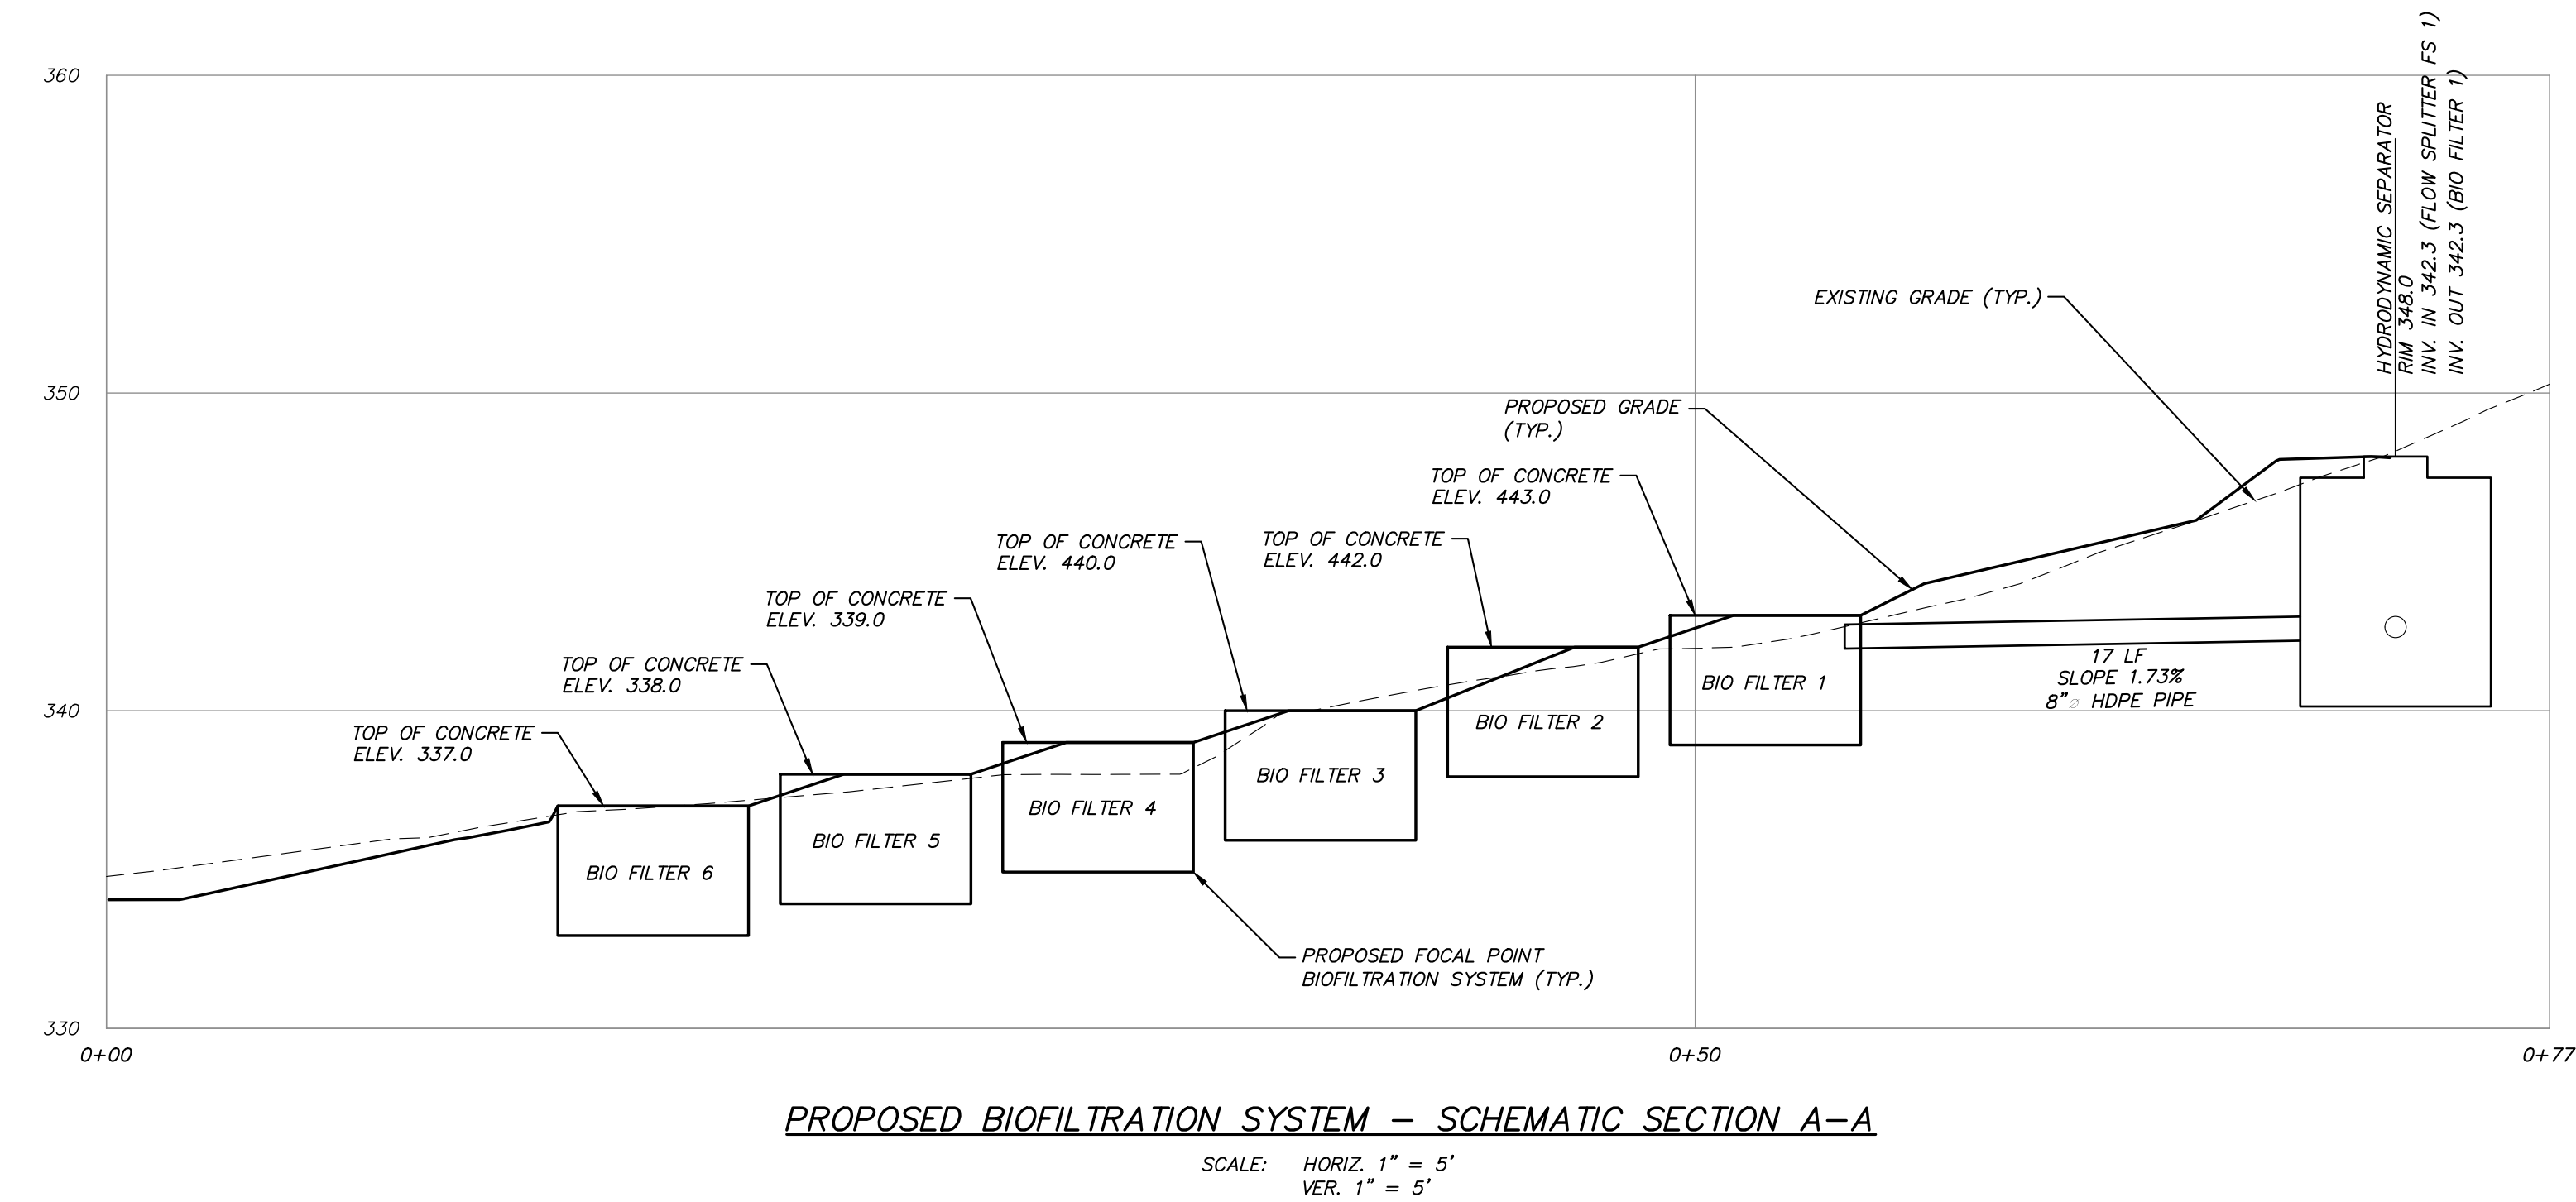 360
350
340
330
0+00
0+50
0+77
HYDRODYNAMIC SEPARATOR
RIM 348.0
INV. IN 342.3 (FLOW SPLITTER FS 1)
INV. OUT 342.3 (BIO FILTER 1)
EXISTING GRADE (TYP.)
PROPOSED GRADE
(TYP.)
TOP OF CONCRETE
ELEV. 443.0
TOP OF CONCRETE
ELEV. 442.0
TOP OF CONCRETE
ELEV. 440.0
TOP OF CONCRETE
ELEV. 339.0
TOP OF CONCRETE
ELEV. 338.0
TOP OF CONCRETE
ELEV. 337.0
BIO FILTER 1
BIO FILTER 2
BIO FILTER 3
BIO FILTER 4
BIO FILTER 5
BIO FILTER 6
17 LF
SLOPE 1.73%
8"⌀ HDPE PIPE
PROPOSED FOCAL POINT
BIOFILTRATION SYSTEM (TYP.)
PROPOSED BIOFILTRATION SYSTEM – SCHEMATIC SECTION A–A
SCALE: HORIZ. 1" = 5'
VER. 1" = 5'